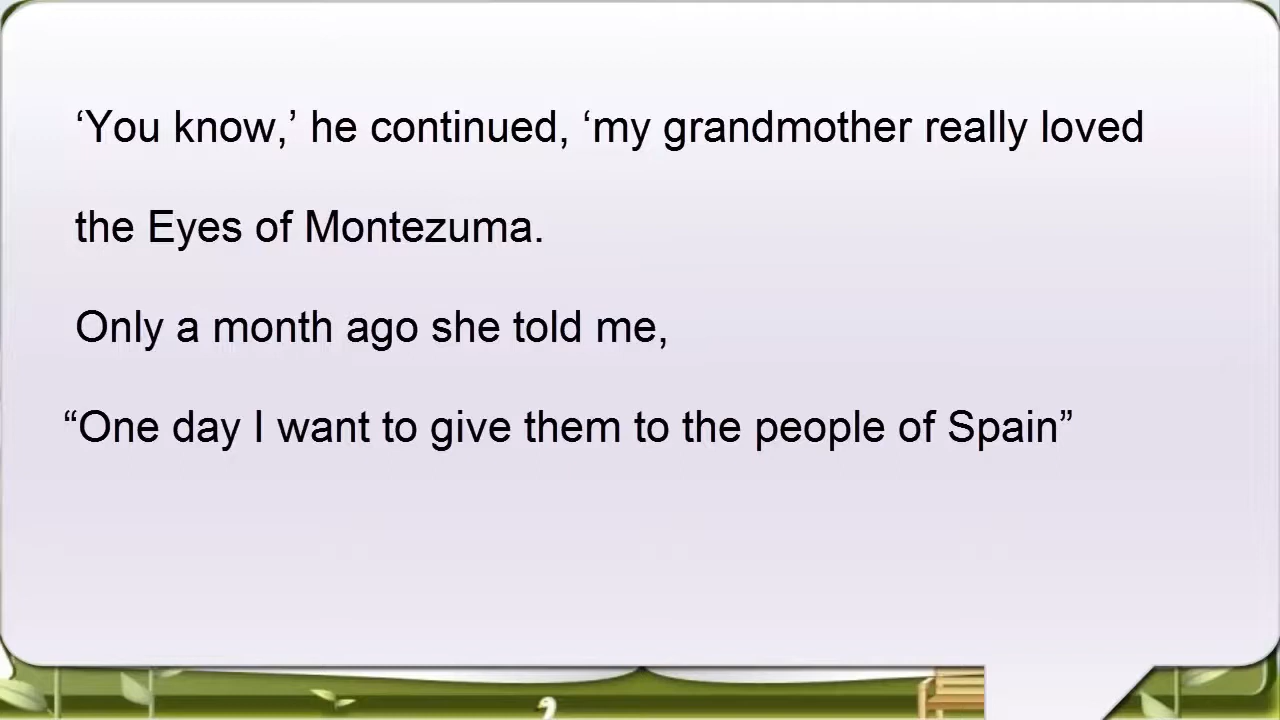 ‘You know,’ he continued, ‘my grandmother really loved
the Eyes of Montezuma.
Only a month ago she told me,
“One day I want to give them to the people of Spain”